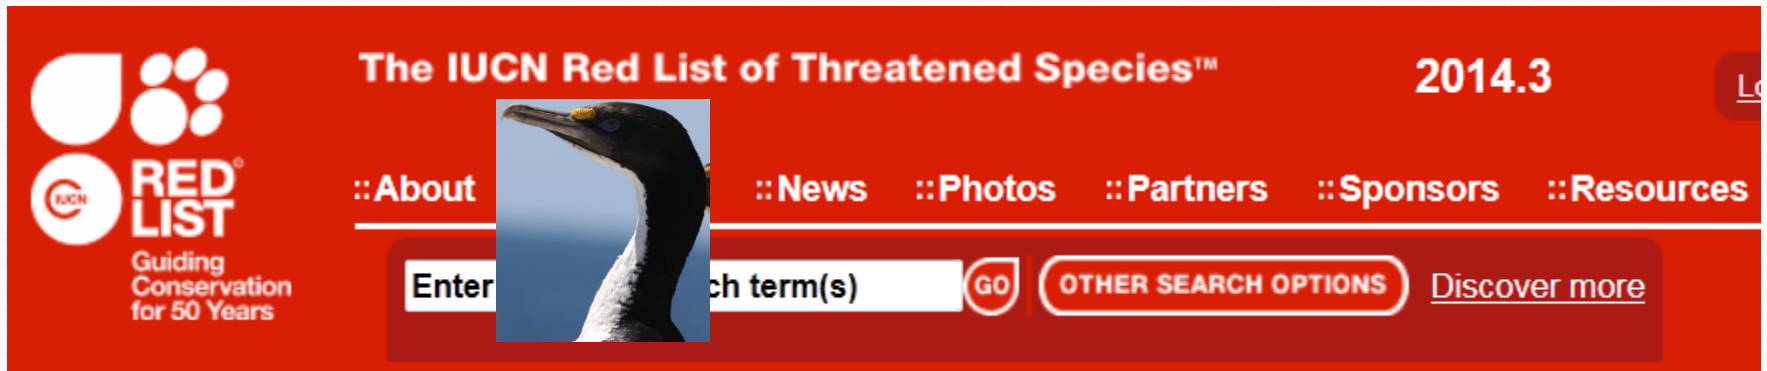 The IUCN Red List of Threatened Species™
2014.3
IUCN
RED
LIST
Guiding
Conservation
for 50 Years
::About ::News ::Photos ::Partners ::Sponsors ::Resources
Enter ch term(s) GO OTHER SEARCH OPTIONS Discover more